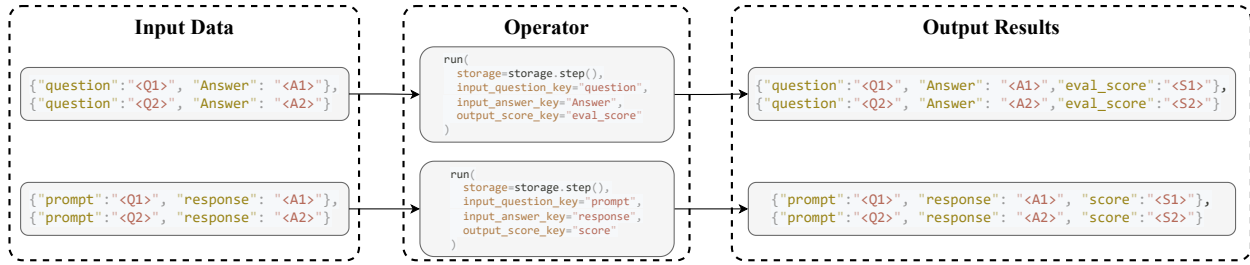 Input Data
{"question":"<Q1>", "Answer": "<A1>"},
{"question":"<Q2>", "Answer": "<A2>"}
{"prompt":"<Q1>", "response": "<A1>"},
{"prompt":"<Q2>", "response": "<A2>"}
Operator
run(
storage=storage.step(),
input_question_key="question",
input_answer_key="Answer",
output_score_key="eval_score"
)
run(
storage=storage.step(),
input_question_key="prompt",
input_answer_key="response",
output_score_key="score"
)
Output Results
{"question":"<Q1>", "Answer": "<A1>","eval_score":"<S1>"},
{"question":"<Q2>", "Answer": "<A2>","eval_score":"<S2>"}
{"prompt":"<Q1>", "response": "<A1>", "score":"<S1>"},
{"prompt":"<Q2>", "response": "<A2>", "score":"<S2>"}